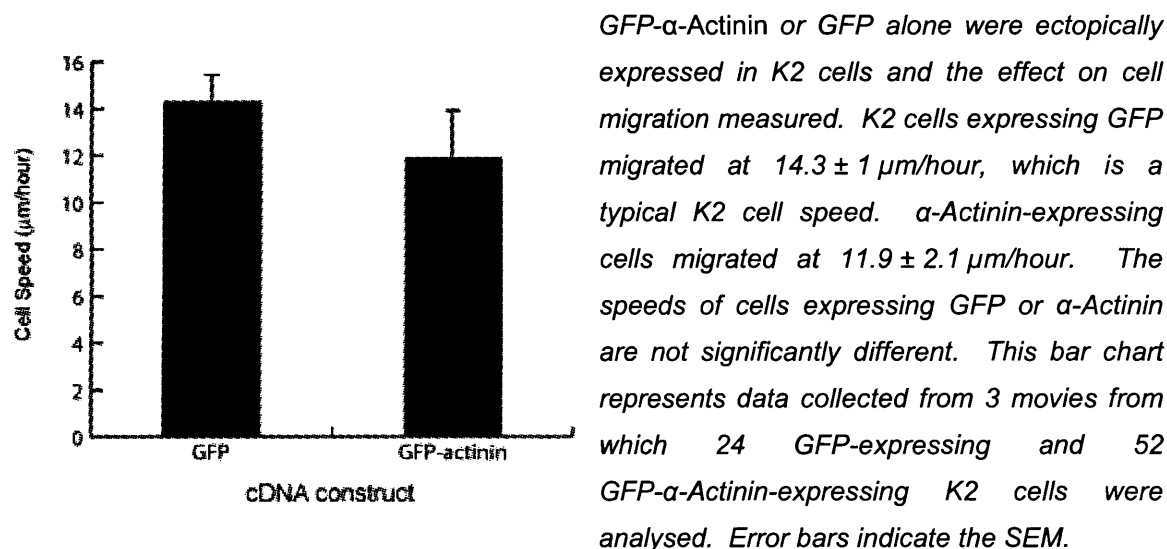 GFP-α-Actinin or GFP alone were ectopically
expressed in K2 cells and the effect on cell
migration measured. K2 cells expressing GFP
migrated at 14.3 ± 1 μm/hour, which is a
typical K2 cell speed. α-Actinin-expressing
cells migrated at 11.9 ± 2.1 μm/hour. The
speeds of cells expressing GFP or α-Actinin
are not significantly different. This bar chart
represents data collected from 3 movies from
which 24 GFP-expressing and 52
GFP-α-Actinin-expressing K2 cells were
analysed. Error bars indicate the SEM.
Cell Speed (μm/hour)
16
14
12
10
8
6
4
2
0
GFP GFP-actinin
cDNA construct